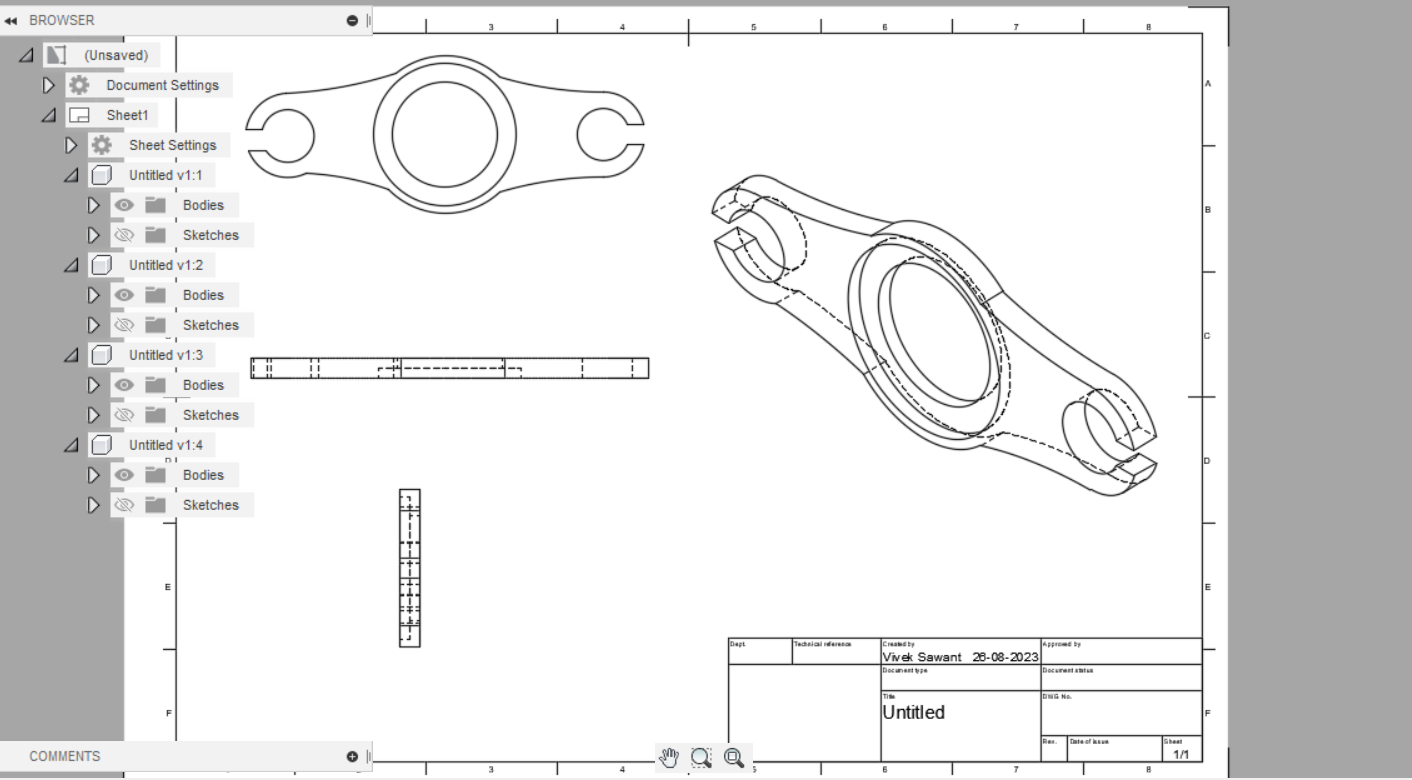 BROWSER
(Unsaved)
Document Settings
Sheet1
Sheet Settings
Untitled v1:1
Bodies
Sketches
Untitled v1:2
Bodies
Sketches
Untitled v1:3
Bodies
Sketches
Untitled v1:4
Bodies
Sketches
COMMENTS
3 4 5 6 7 8
A
B
C
D
E
F
D
E
F
3 4 5 6 7 8
Dept. Technical reference Created by Approved by
Vivek Sawant 26-08-2023
Document type Document status
Title DWG No.
Untitled
Rev. Date of issue Sheet
1/1